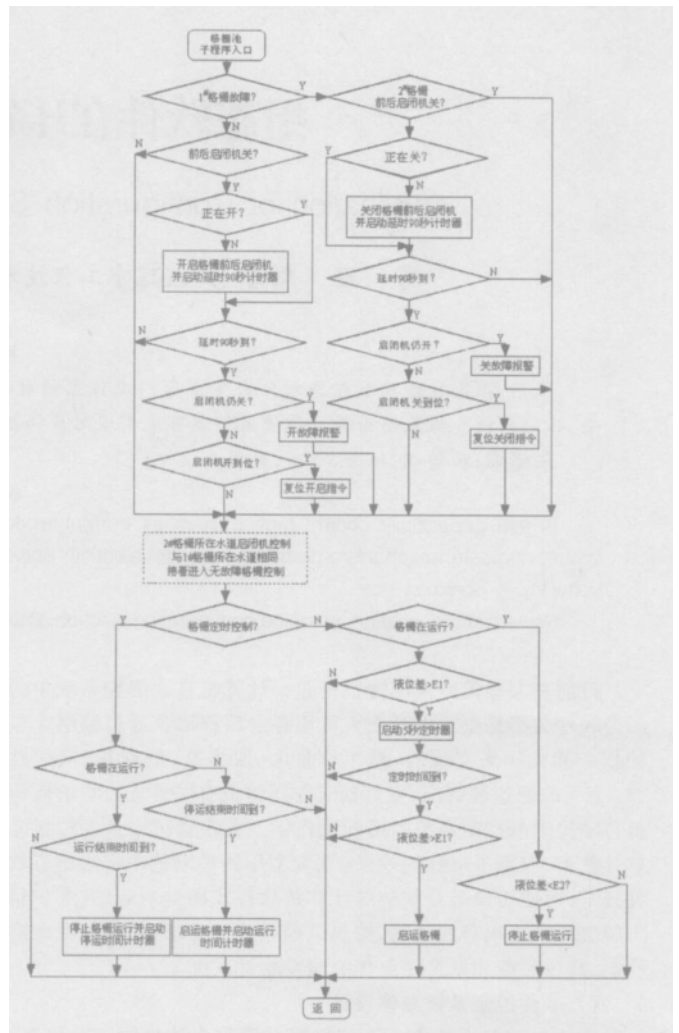 格栅池
子程序入口
1#格栅故障?
Y
2#格栅
前后启闭机关?
Y
N
N
N
前后启闭机关?
Y
正在关?
Y
N
正在开?
Y
关闭格栅前后启闭机
并启动延时90秒计时器
N
开启格栅前后启闭机
并启动延时90秒计时器
延时90秒到?
N
Y
N
延时90秒到?
启闭机仍开?
Y
Y
N
关故障报警
启闭机仍关?
Y
启闭机关到位?
Y
N
开故障报警
N
复位关闭指令
启闭机开到位?
Y
N
复位开启指令
2#格栅所在水道启闭机控制
与1#格栅所在水道相同
接着进入无故障格栅控制
Y
格栅定时控制?
N
格栅在运行?
Y
N
N
液位差>E1?
Y
启动5秒定时器
格栅在运行?
N
N
定时时间到?
Y
停运结束时间到?
N
Y
N
运行结束时间到?
Y
N
液位差>E1?
Y
Y
液位差<E2?
N
Y
停止格栅运行并启动
停运时间计时器
启运格栅并启动运行
时间计时器
启运格栅
停止格栅运行
返 回